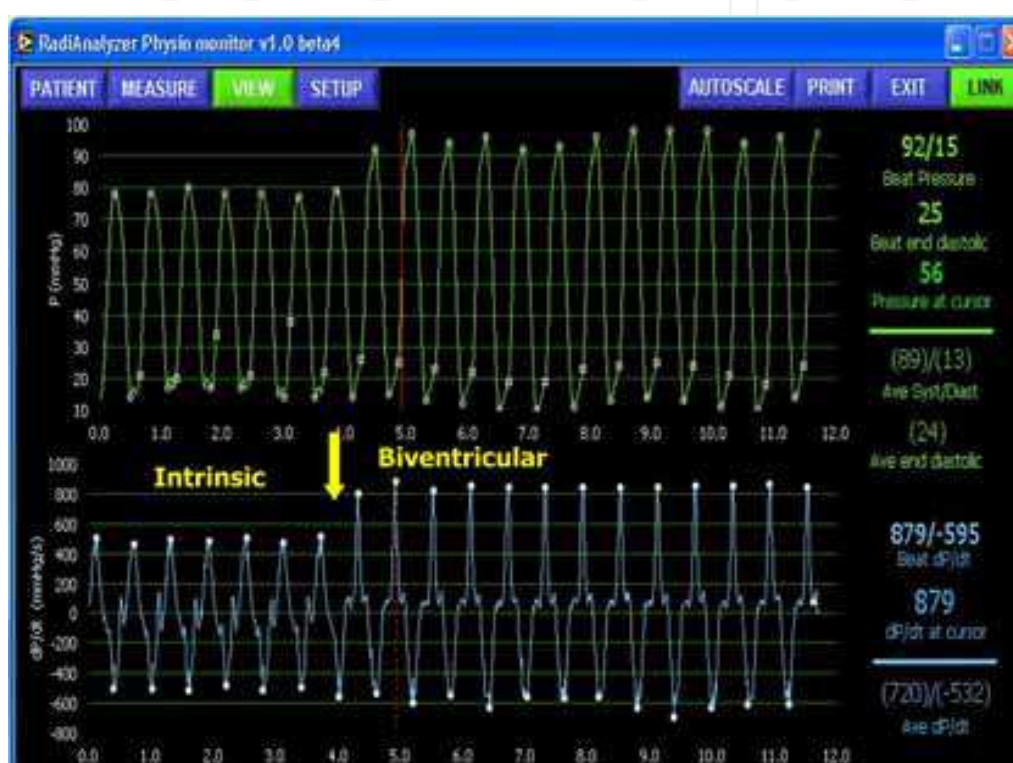 RadiAnalyzer Physio monitor v1.0 beta4
PATIENT MEASURE VIEW SETUP AUTOSCALE PRINT EXIT LINK
P (mmHg)
100
90
80
70
60
50
40
30
20
10
0.0 1.0 2.0 3.0 4.0 5.0 6.0 7.0 8.0 9.0 10.0 11.0 12.0
92/15
Beat Pressure
25
Beat end diastolic
56
Pressure at cursor
(89)/(13)
Ave Syst/Diast
(24)
Ave end diastolic
Intrinsic
Biventricular
dP/dt (mmHg/s)
1000
800
600
400
200
0
-200
-400
-600
-800
0.0 1.0 2.0 3.0 4.0 5.0 6.0 7.0 8.0 9.0 10.0 11.0 12.0
879/-595
Beat dP/dt
879
dP/dt at cursor
(720)/(-532)
Ave dP/dt